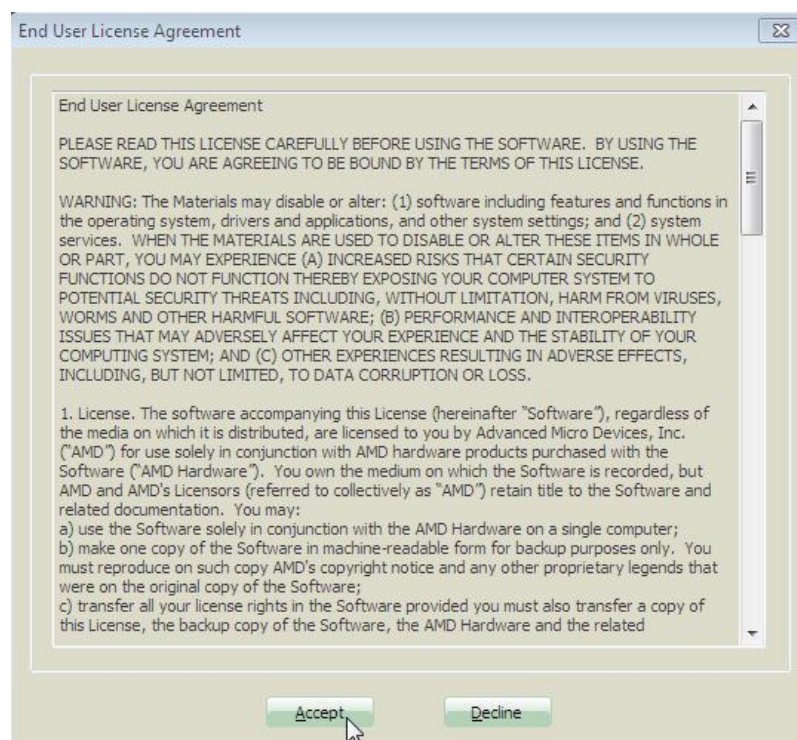 End User License Agreement
End User License Agreement
PLEASE READ THIS LICENSE CAREFULLY BEFORE USING THE SOFTWARE.  BY USING THE
SOFTWARE, YOU ARE AGREEING TO BE BOUND BY THE TERMS OF THIS LICENSE.
WARNING: The Materials may disable or alter: (1) software including features and functions in
the operating system, drivers and applications, and other system settings; and (2) system
services.  WHEN THE MATERIALS ARE USED TO DISABLE OR ALTER THESE ITEMS IN WHOLE
OR PART, YOU MAY EXPERIENCE (A) INCREASED RISKS THAT CERTAIN SECURITY
FUNCTIONS DO NOT FUNCTION THEREBY EXPOSING YOUR COMPUTER SYSTEM TO
POTENTIAL SECURITY THREATS INCLUDING, WITHOUT LIMITATION, HARM FROM VIRUSES,
WORMS AND OTHER HARMFUL SOFTWARE; (B) PERFORMANCE AND INTEROPERABILITY
ISSUES THAT MAY ADVERSELY AFFECT YOUR EXPERIENCE AND THE STABILITY OF YOUR
COMPUTING SYSTEM; AND (C) OTHER EXPERIENCES RESULTING IN ADVERSE EFFECTS,
INCLUDING, BUT NOT LIMITED, TO DATA CORRUPTION OR LOSS.
1. License. The software accompanying this License (hereinafter “Software”), regardless of
the media on which it is distributed, are licensed to you by Advanced Micro Devices, Inc.
(“AMD”) for use solely in conjunction with AMD hardware products purchased with the
Software (“AMD Hardware”).  You own the medium on which the Software is recorded, but
AMD and AMD's Licensors (referred to collectively as “AMD”) retain title to the Software and
related documentation.  You may:
a) use the Software solely in conjunction with the AMD Hardware on a single computer;
b) make one copy of the Software in machine-readable form for backup purposes only.  You
must reproduce on such copy AMD's copyright notice and any other proprietary legends that
were on the original copy of the Software;
c) transfer all your license rights in the Software provided you must also transfer a copy of
this License, the backup copy of the Software, the AMD Hardware and the related
Accept
Decline